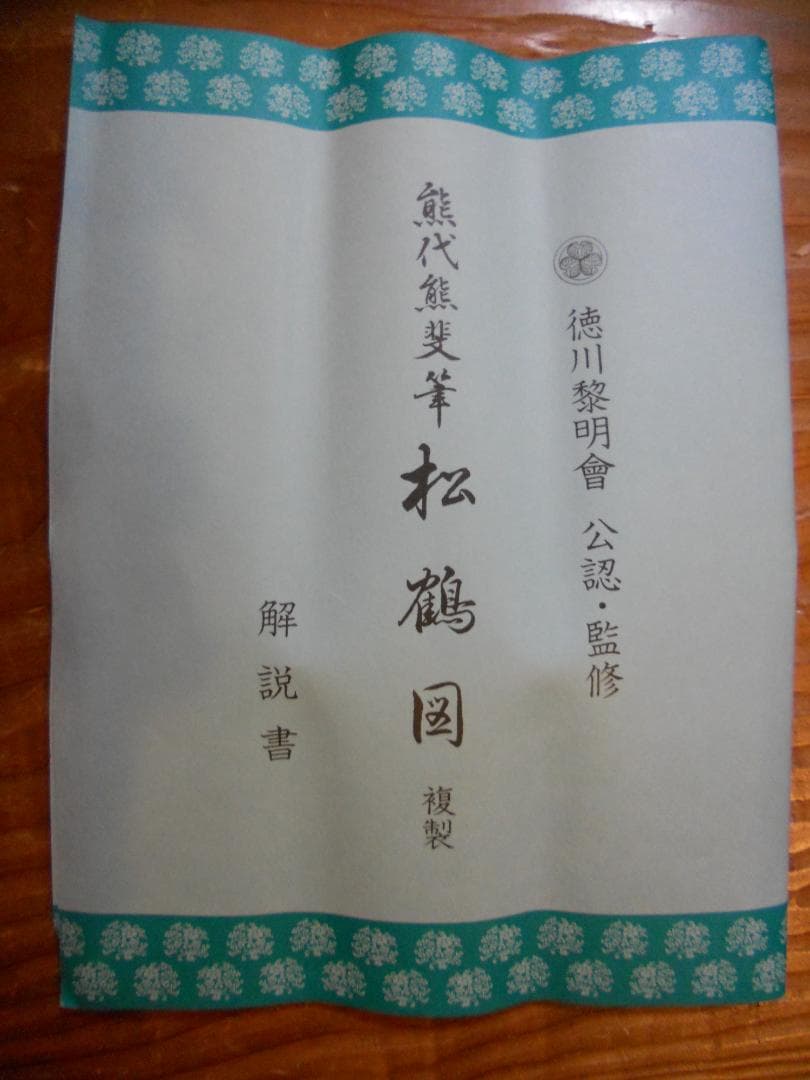 徳川黎明會 公認・監修
熊代熊斐筆 松鶴図 複製
解説書